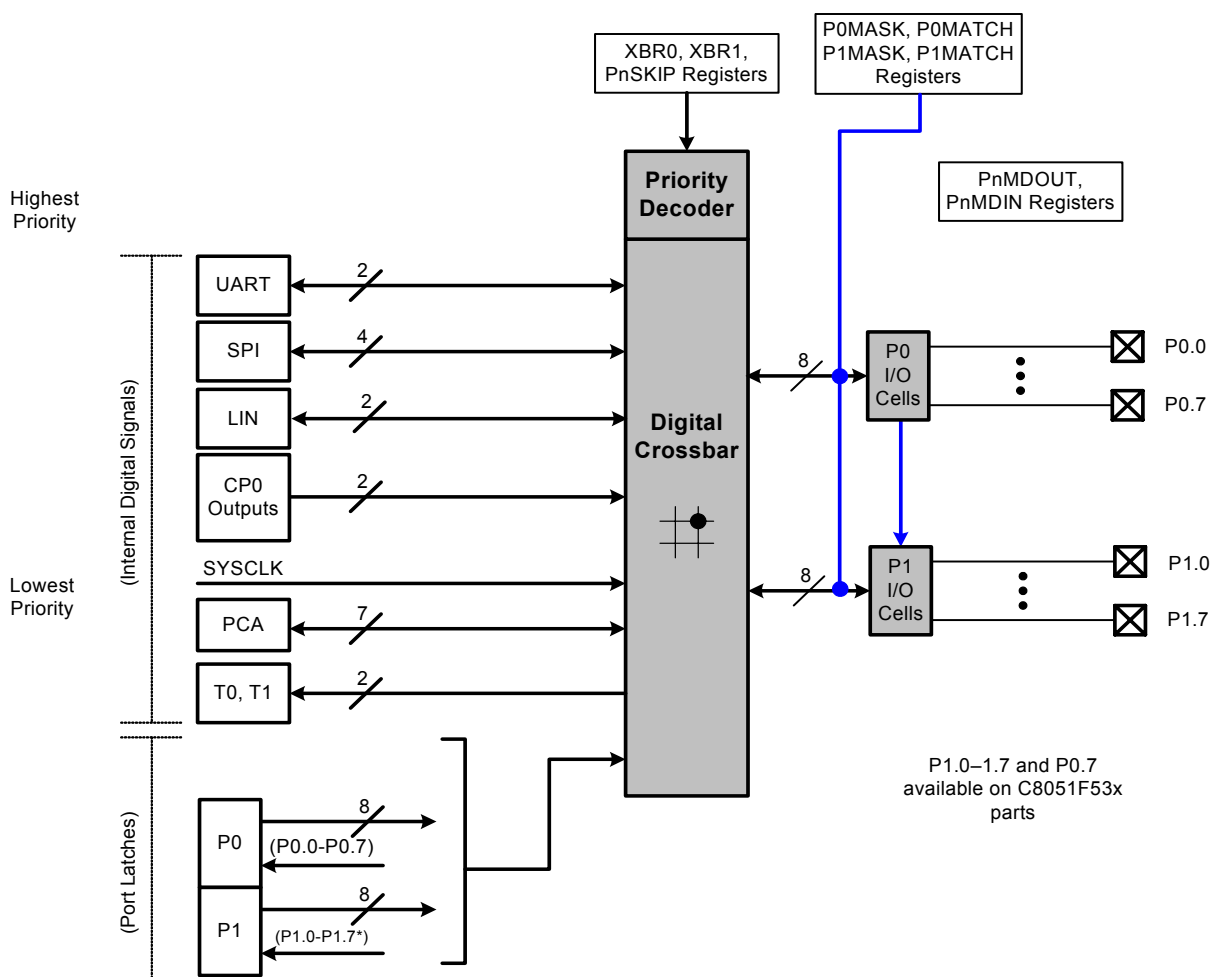 XBR0, XBR1,
PnSKIP Registers
P0MASK, P0MATCH
P1MASK, P1MATCH
Registers
PnMDOUT,
PnMDIN Registers
Highest
Priority
Priority
Decoder
(Internal Digital Signals)
UART
2
SPI
4
LIN
2
CP0
Outputs
2
Digital
Crossbar
8
P0
I/O
Cells
P0.0
P0.7
Lowest
Priority
SYSCLK
PCA
7
T0, T1
2
8
P1
I/O
Cells
P1.0
P1.7
P1.0–1.7 and P0.7
available on C8051F53x
parts
(Port Latches)
P0
8
(P0.0-P0.7)
P1
8
(P1.0-P1.7*)